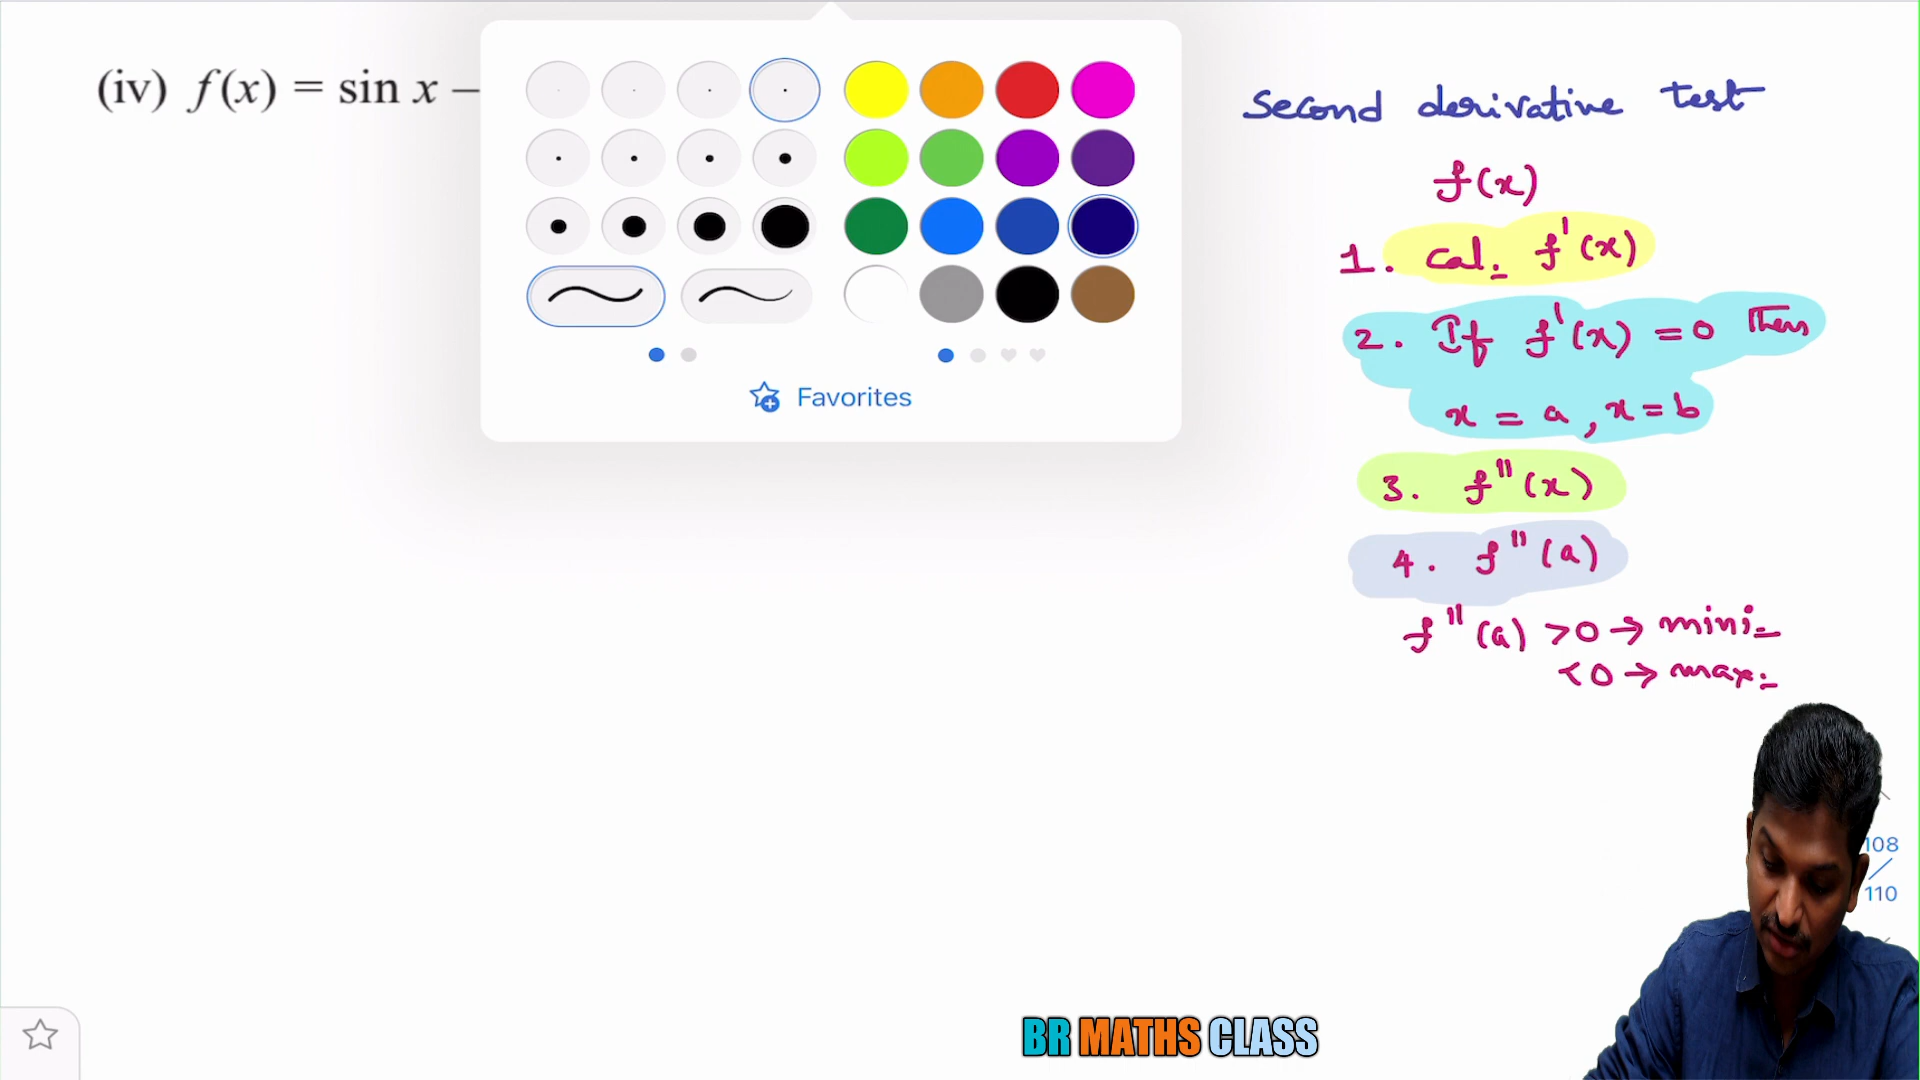 (iv) f(x) = sin x −
Favorites
Second derivative test
f(x)
1. Cal. f'(x)
2. If f'(x) = 0 Then
x = a, x = b
3. f''(x)
4. f''(a)
f''(a) >0 → mini.
<0 → max.
108
/
110
BR MATHS CLASS